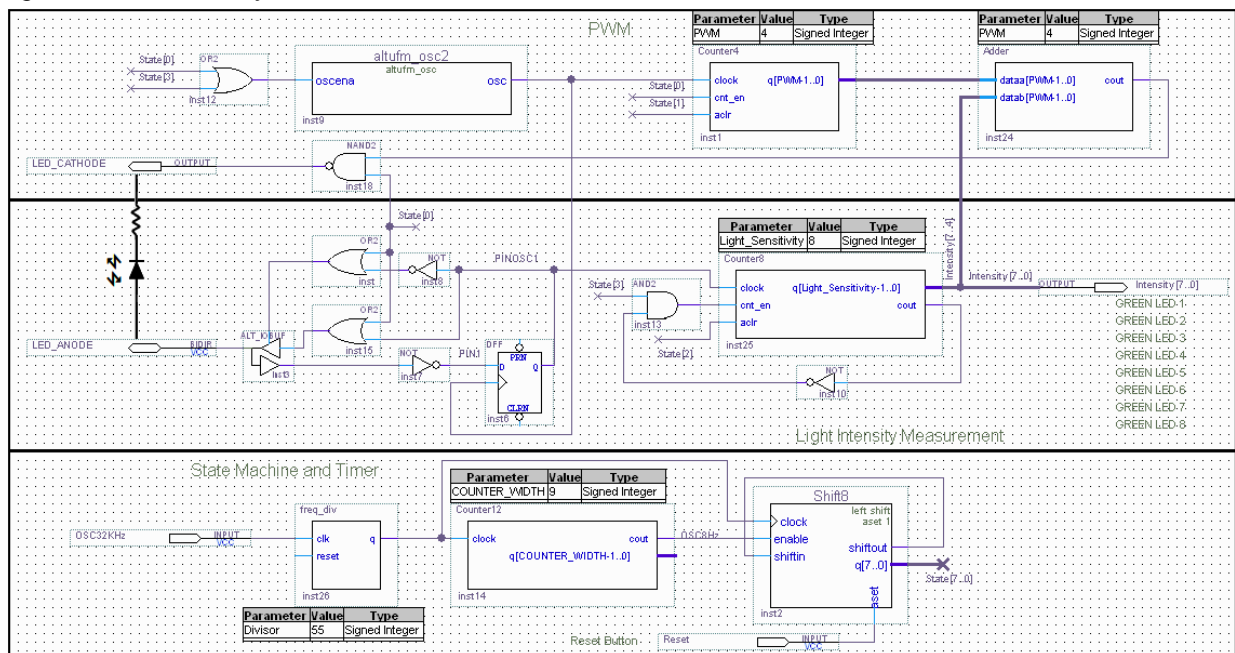 PWM
Parameter Value Type
PWM 4 Signed Integer
Parameter Value Type
PWM 4 Signed Integer
State[0]
State[3]
OR2
inst12
altufm_osc2
altufm_osc
oscena
osc
inst9
Counter4
State[0]
State[1]
clock
cnt_en
aclr
q[PWM-1..0]
inst1
Adder
dataa[PWM-1..0]
datab[PWM-1..0]
cout
inst24
LED_CATHODE
OUTPUT
NAND2
inst18
State[0]
OR2
inst
NOT
inst8
PINOSC1
OR2
inst15
LED_ANODE
BIDIR
VCC
ALT_IOBUF
inst3
NOT
inst7
PIN1
DFF
PRN
D
Q
CLRN
inst6
Parameter Value Type
Light_Sensitivity 8 Signed Integer
Counter8
State[3]
AND2
inst13
State[2]
clock
cnt_en
aclr
q[Light_Sensitivity-1..0]
cout
inst25
NOT
inst10
Intensity[7..4]
Intensity[7..0]
OUTPUT
Intensity[7..0]
GREEN LED-1
GREEN LED-2
GREEN LED-3
GREEN LED-4
GREEN LED-5
GREEN LED-6
GREEN LED-7
GREEN LED-8
Light Intensity Measurement
State Machine and Timer
OSC32KHz
INPUT
VCC
freq_div
clk
reset
q
inst26
Parameter Value Type
Divisor 55 Signed Integer
Parameter Value Type
COUNTER_WIDTH 9 Signed Integer
Counter12
clock
cout
q[COUNTER_WIDTH-1..0]
inst14
OSC8Hz
Shift8
left shift
aset 1
clock
enable
shiftin
shiftout
q[7..0]
aset
inst2
State[7..0]
Reset Button
Reset
INPUT
VCC